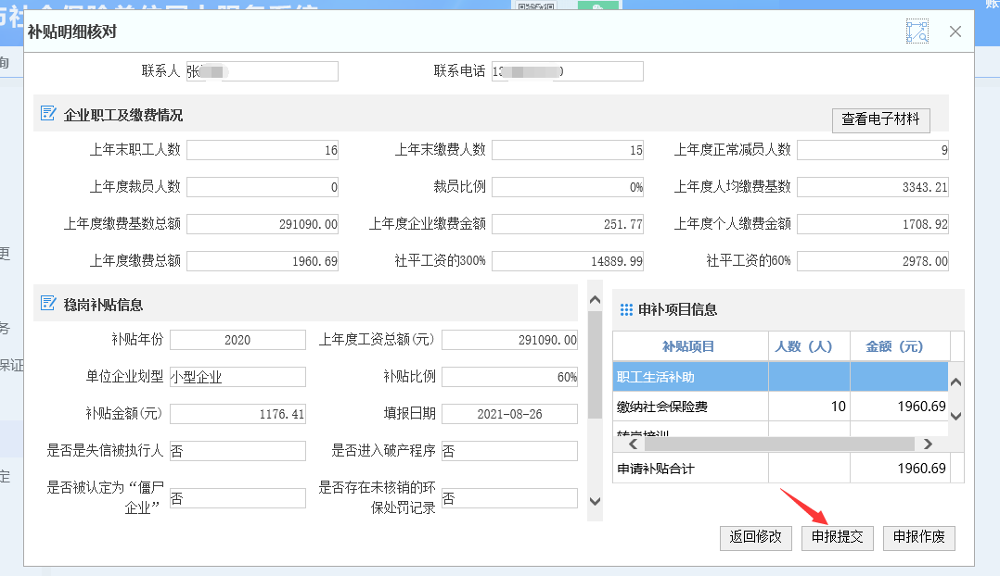 补贴明细核对
联系人 张
联系电话 13 0
企业职工及缴费情况
查看电子材料
上年末职工人数 16
上年末缴费人数 15
上年度正常减员人数 9
上年度裁员人数 0
裁员比例 0%
上年度人均缴费基数 3343.21
上年度缴费基数总额 291090.00
上年度企业缴费金额 251.77
上年度个人缴费金额 1708.92
上年度缴费总额 1960.69
社平工资的300% 14889.99
社平工资的60% 2978.00
稳岗补贴信息
补贴年份 2020
上年度工资总额(元) 291090.00
单位企业划型 小型企业
补贴比例 60%
补贴金额(元) 1176.41
填报日期 2021-08-26
是否是失信被执行人 否
是否进入破产程序 否
是否被认定为“僵尸
企业” 否
是否存在未核销的环
保处罚记录 否
申补项目信息
补贴项目 人数（人） 金额（元）
职工生活补助
缴纳社会保险费 10 1960.69
转岗培训
申请补贴合计 1960.69
返回修改
申报提交
申报作废
询
更
务
保证
定
账